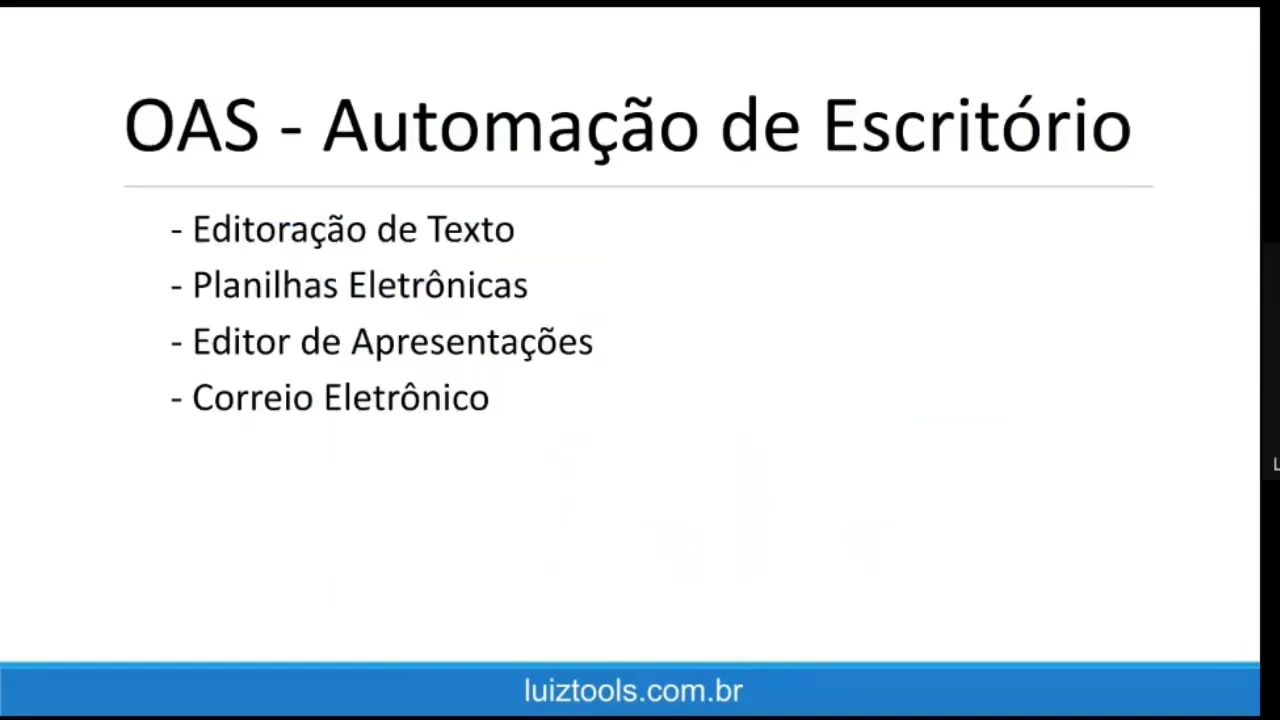 OAS - Automação de Escritório
- Editoração de Texto
- Planilhas Eletrônicas
- Editor de Apresentações
- Correio Eletrônico
luiztools.com.br